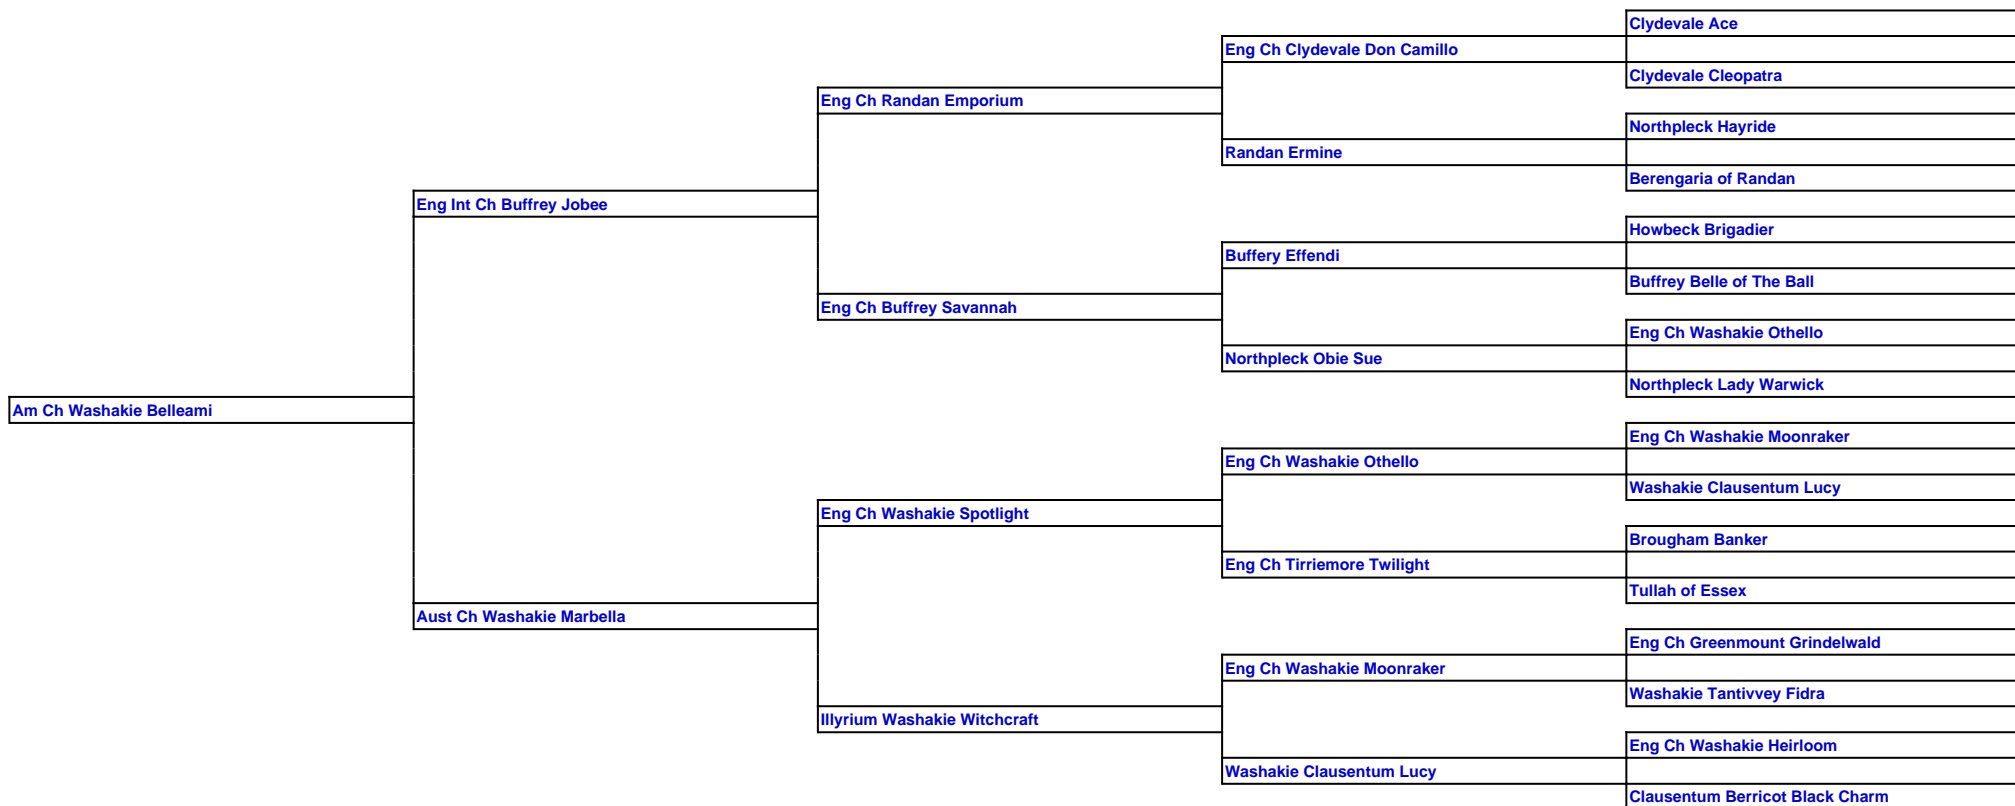 Clydevale Ace
Eng Ch Clydevale Don Camillo
Clydevale Cleopatra
Eng Ch Randan Emporium
Northpleck Hayride
Randan Ermine
Berengaria of Randan
Eng Int Ch Buffrey Jobee
Howbeck Brigadier
Buffery Effendi
Buffrey Belle of The Ball
Eng Ch Buffrey Savannah
Eng Ch Washakie Othello
Northpleck Obie Sue
Northpleck Lady Warwick
Am Ch Washakie Belleami
Eng Ch Washakie Moonraker
Eng Ch Washakie Othello
Washakie Clausentum Lucy
Eng Ch Washakie Spotlight
Brougham Banker
Eng Ch Tirriemore Twilight
Tullah of Essex
Aust Ch Washakie Marbella
Eng Ch Greenmount Grindelwald
Eng Ch Washakie Moonraker
Washakie Tantivvey Fidra
Illyrium Washakie Witchcraft
Eng Ch Washakie Heirloom
Washakie Clausentum Lucy
Clausentum Berricot Black Charm